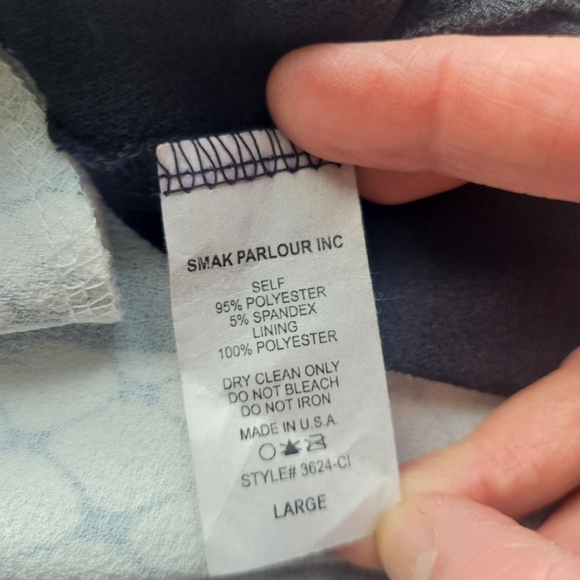 SMAK PARLOUR INC
SELF
95% POLYESTER
5% SPANDEX
LINING
100% POLYESTER
DRY CLEAN ONLY
DO NOT BLEACH
DO NOT IRON
MADE IN U.S.A.
STYLE# 3624-CI
LARGE